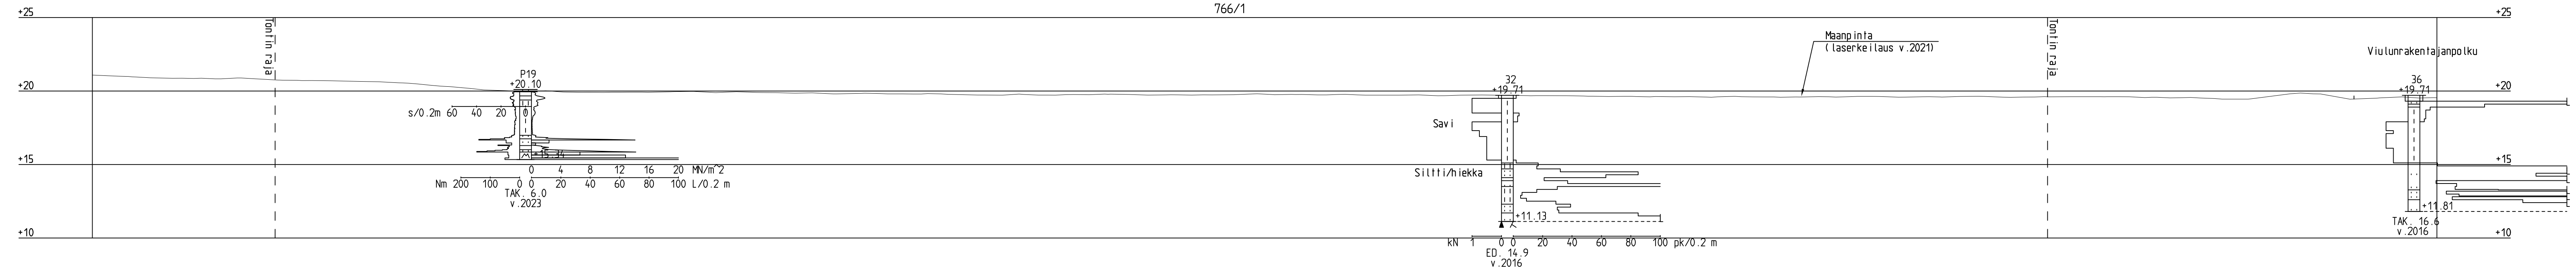 766/1
+25
+25
Tontin raja
Tontin raja
Maanpinta
(laserkeilaus v.2021)
Viulunrakentajanpolku
P19
+20.10
32
+19.71
36
+19.71
+20
+20
s/0.2m 60 40 20 0
Savi
+15.34
+15
+15
0 4 8 12 16 20 MN/m^2
Siltti/hiekka
Nm 200 100 0 0 20 40 60 80 100 L/0.2 m
TAK. 6.0
v.2023
+11.13
+11.81
TAK. 16.6
v.2016
+10
+10
kN 1 0 0 20 40 60 80 100 pk/0.2 m
ED. 14.9
v.2016